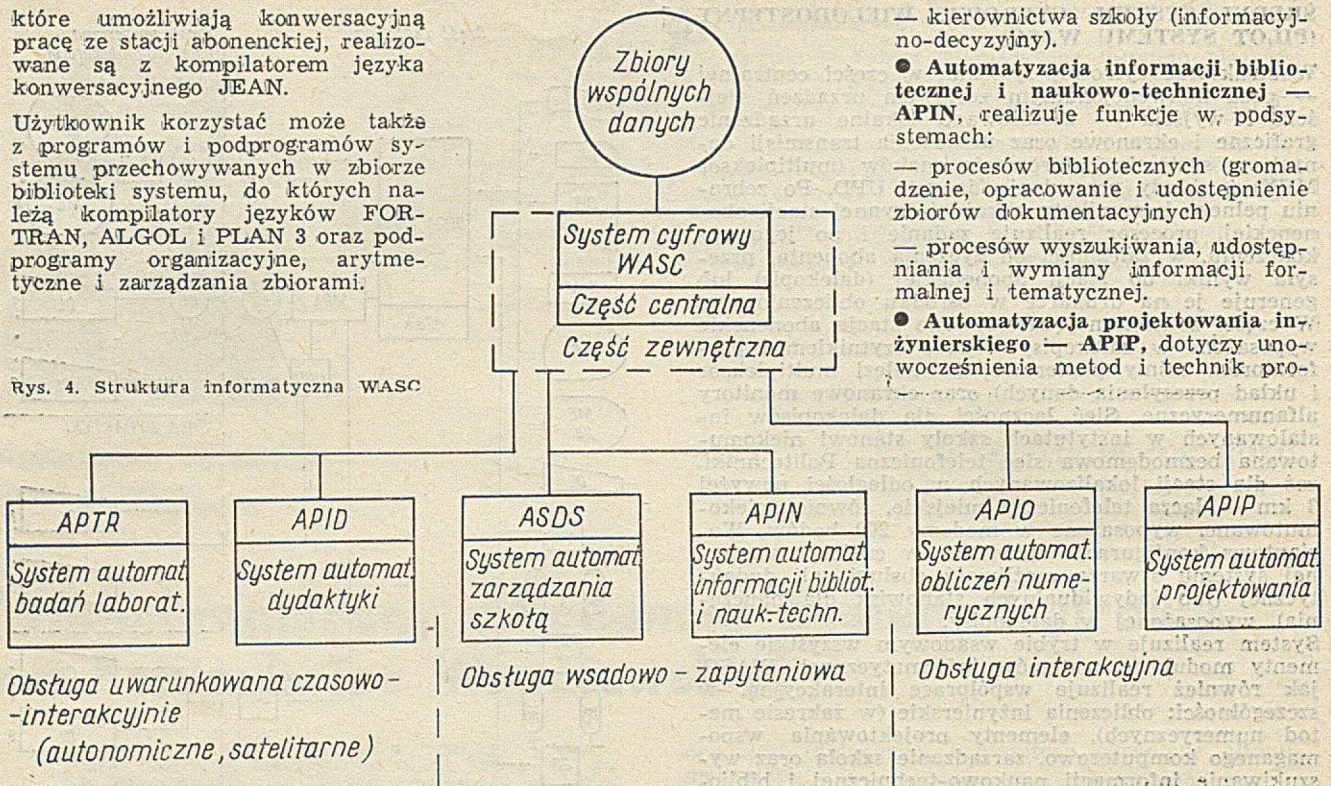 które umożliwiają konwersacyjną
pracę ze stacji abonenckiej, realizo-
wane są z kompilatorem języka
konwersacyjnego JEAN.
Użytkownik korzystać może także
z programów i podprogramów sy-
stemu przechowywanych w zbiorze
biblioteki systemu, do których na-
leżą kompilatory języków FOR-
TRAN, ALGOL i PLAN 3 oraz pod-
programy organizacyjne, arytme-
tyczne i zarządzania zbiorami.
Rys. 4. Struktura informatyczna WASC
Zbiory
wspólnych
danych
System cyfrowy
WASC
Część centralna
Część zewnętrzna
— kierownictwa szkoły (informacyj-
no-decyzyjny).
● Automatyzacja informacji biblio-
tecznej i naukowo-technicznej —
APIN, realizuje funkcje w podsy-
stemach:
— procesów bibliotecznych (groma-
dzenie, opracowanie i udostępnienie
zbiorów dokumentacyjnych)
— procesów wyszukiwania, udostęp-
niania i wymiany informacji for-
malnej i tematycznej.
● Automatyzacja projektowania in-
żynierskiego — APIP, dotyczy uno-
wocześnienia metod i technik pro-
APTR
System automat.
badań laborat.
APID
System automat.
dydaktyki
ASDS
System automat.
zarządzania
szkołą
APIN
System automat.
informacji bibliot.
i nauk-techn.
APIO
System automat.
obliczeń nume-
rycznych
APIP
System automat.
projektowania
Obsługa uwarunkowana czasowo-
-interakcyjnie
(autonomiczne, satelitarne)
Obsługa wsadowo-zapytaniowa
Obsługa interakcyjna